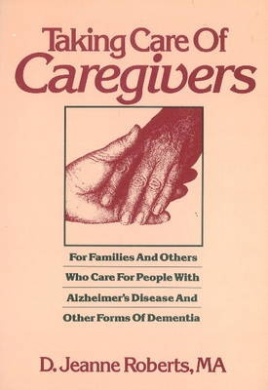 Taking Care Of
Caregivers
For Families And Others
Who Care For People With
Alzheimer's Disease And
Other Forms Of Dementia
D. Jeanne Roberts, MA